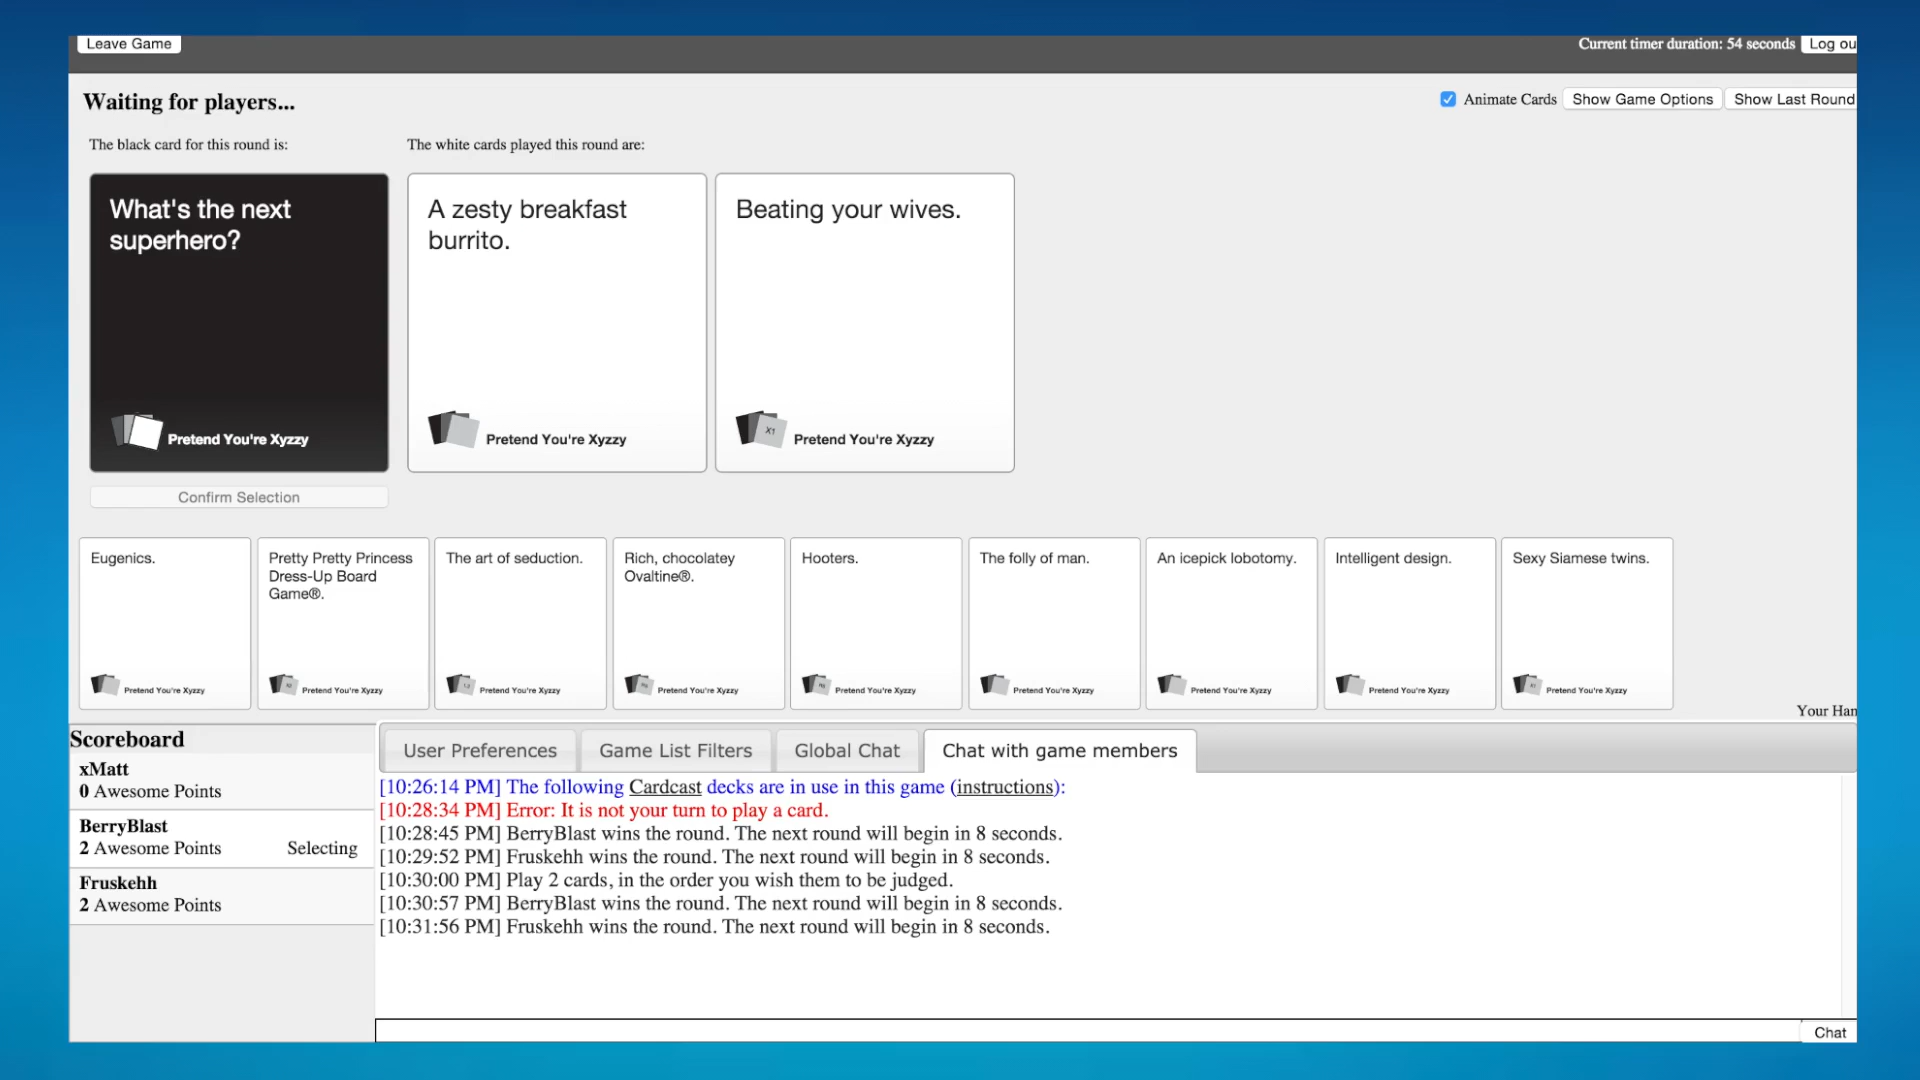 Leave Game
Current timer duration: 54 seconds
Log ou
Waiting for players...
Animate Cards
Show Game Options
Show Last Round
The black card for this round is:
The white cards played this round are:
What's the next
superhero?
Pretend You're Xyzzy
A zesty breakfast
burrito.
Pretend You're Xyzzy
Beating your wives.
X1
Pretend You're Xyzzy
Confirm Selection
Eugenics.
Pretend You're Xyzzy
Pretty Pretty Princess
Dress-Up Board
Game®.
Pretend You're Xyzzy
The art of seduction.
Pretend You're Xyzzy
Rich, chocolatey
Ovaltine®.
Pretend You're Xyzzy
Hooters.
Pretend You're Xyzzy
The folly of man.
Pretend You're Xyzzy
An icepick lobotomy.
Pretend You're Xyzzy
Intelligent design.
Pretend You're Xyzzy
Sexy Siamese twins.
Pretend You're Xyzzy
Your Han
Scoreboard
xMatt
0 Awesome Points
BerryBlast
2 Awesome Points
Selecting
Fruskehh
2 Awesome Points
User Preferences
Game List Filters
Global Chat
Chat with game members
[10:26:14 PM] The following Cardcast decks are in use in this game (instructions):
[10:28:34 PM] Error: It is not your turn to play a card.
[10:28:45 PM] BerryBlast wins the round. The next round will begin in 8 seconds.
[10:29:52 PM] Fruskehh wins the round. The next round will begin in 8 seconds.
[10:30:00 PM] Play 2 cards, in the order you wish them to be judged.
[10:30:57 PM] BerryBlast wins the round. The next round will begin in 8 seconds.
[10:31:56 PM] Fruskehh wins the round. The next round will begin in 8 seconds.
Chat